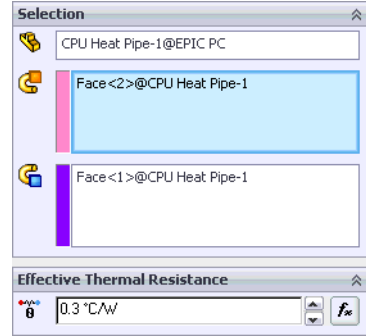 Selection
CPU Heat Pipe-1@EPIC PC
Face<2>@CPU Heat Pipe-1
Face<1>@CPU Heat Pipe-1
Effective Thermal Resistance
0.3 °C/W
fx